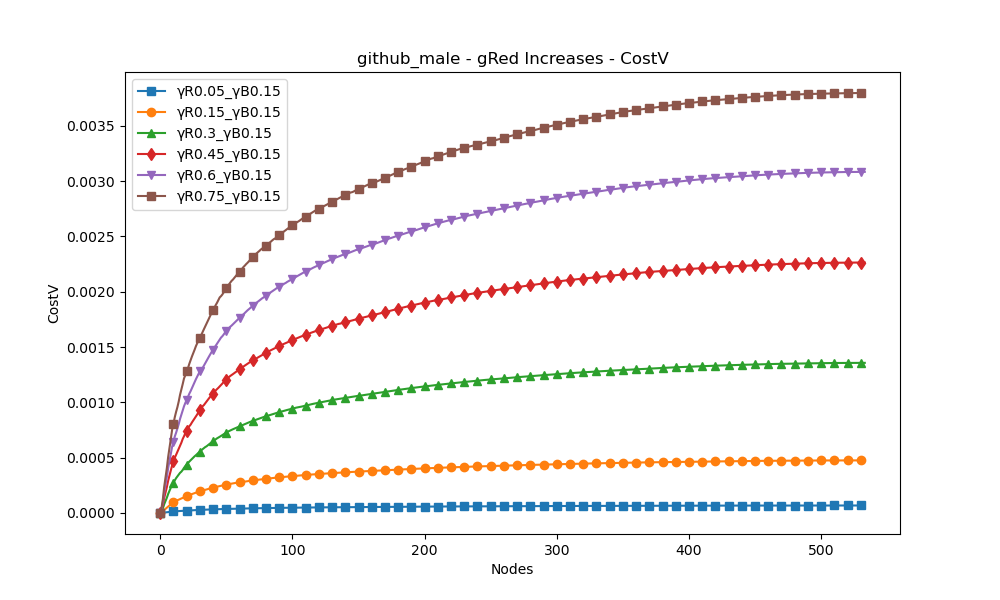 github_male - gRed Increases - CostV
γR0.05_γB0.15
γR0.15_γB0.15
γR0.3_γB0.15
γR0.45_γB0.15
γR0.6_γB0.15
γR0.75_γB0.15
CostV
0.0035
0.0030
0.0025
0.0020
0.0015
0.0010
0.0005
0.0000
0 100 200 300 400 500
Nodes